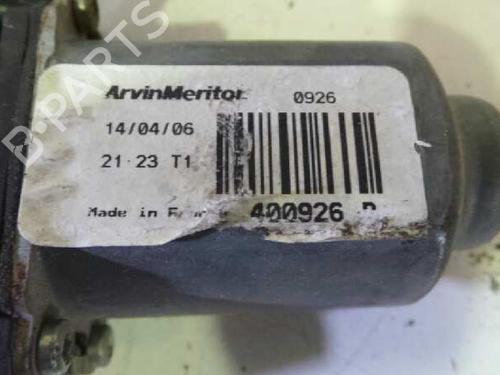 B-PARTS
ArvinMeritor 0926
14/04/06
21·23 T1
Made in
400926